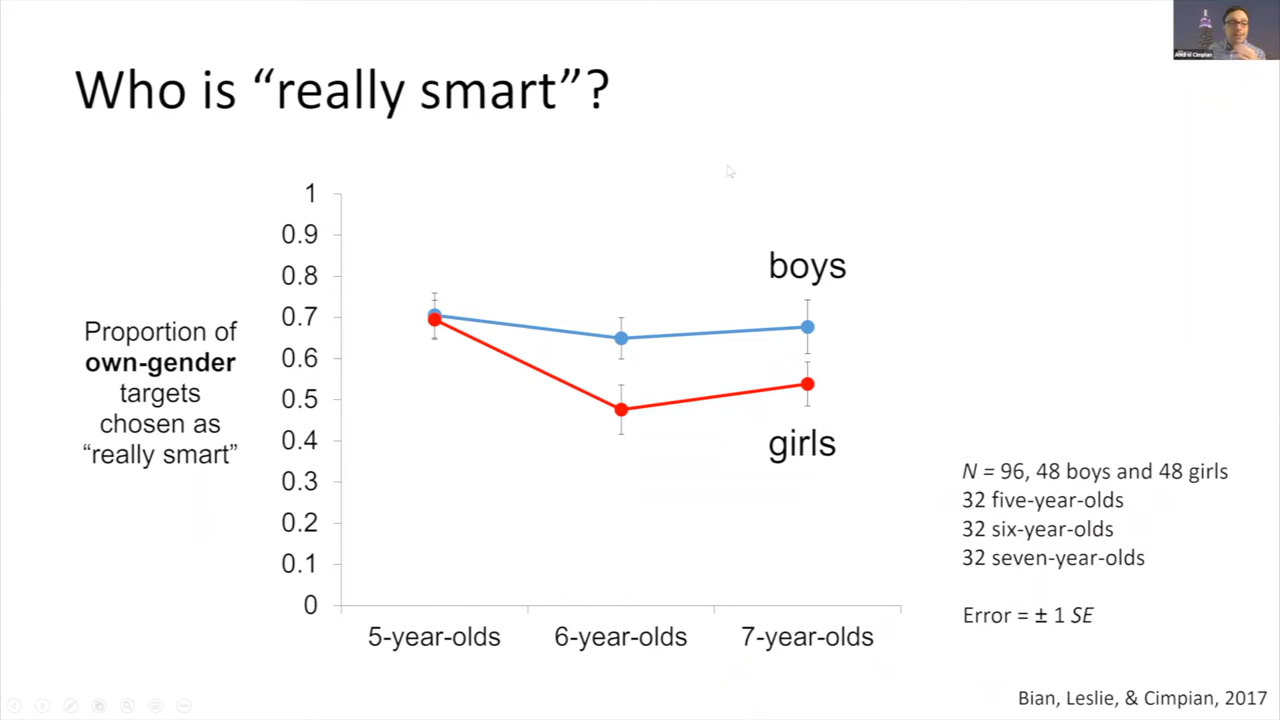 Andrei Cimpian
Who is “really smart”?
1
0.9
0.8
0.7
0.6
0.5
0.4
0.3
0.2
0.1
0
Proportion of
own-gender
targets
chosen as
“really smart”
boys
girls
5-year-olds 6-year-olds 7-year-olds
N = 96, 48 boys and 48 girls
32 five-year-olds
32 six-year-olds
32 seven-year-olds
Error = ± 1 SE
Bian, Leslie, & Cimpian, 2017